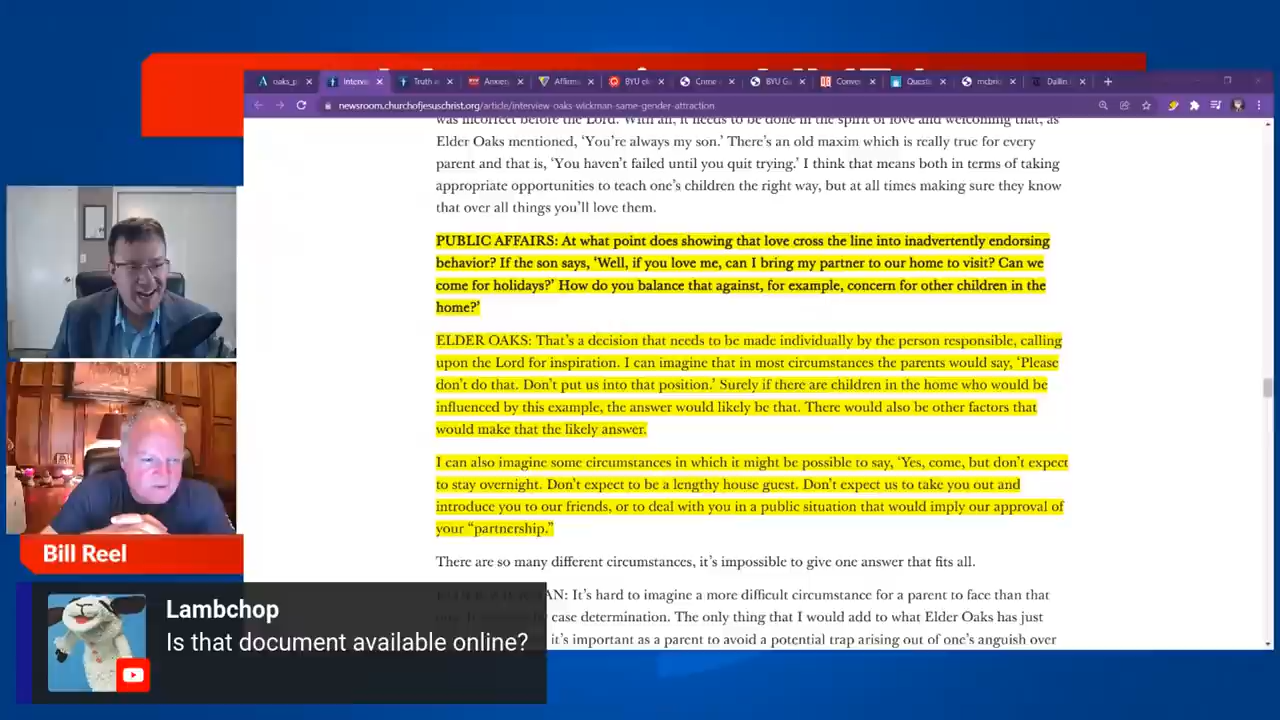 oaks_p
Interv
Truth a
Anxiet
Affirm
BYU el
Crime
BYU G
Conve
Quest
mcbri
Dallin
newsroom.churchofjesuschrist.org/article/interview-oaks-wickman-same-gender-attraction
was incorrect before the Lord. With all, it needs to be done in the spirit of love and welcoming that, as
Elder Oaks mentioned, ‘You’re always my son.’ There’s an old maxim which is really true for every
parent and that is, ‘You haven’t failed until you quit trying.’ I think that means both in terms of taking
appropriate opportunities to teach one’s children the right way, but at all times making sure they know
that over all things you’ll love them.
PUBLIC AFFAIRS: At what point does showing that love cross the line into inadvertently endorsing
behavior? If the son says, ‘Well, if you love me, can I bring my partner to our home to visit? Can we
come for holidays?’ How do you balance that against, for example, concern for other children in the
home?’
ELDER OAKS: That’s a decision that needs to be made individually by the person responsible, calling
upon the Lord for inspiration. I can imagine that in most circumstances the parents would say, ‘Please
don’t do that. Don’t put us into that position.’ Surely if there are children in the home who would be
influenced by this example, the answer would likely be that. There would also be other factors that
would make that the likely answer.
I can also imagine some circumstances in which it might be possible to say, ‘Yes, come, but don’t expect
to stay overnight. Don’t expect to be a lengthy house guest. Don’t expect us to take you out and
introduce you to our friends, or to deal with you in a public situation that would imply our approval of
your “partnership.”
There are so many different circumstances, it’s impossible to give one answer that fits all.
AN: It’s hard to imagine a more difficult circumstance for a parent to face than that
case determination. The only thing that I would add to what Elder Oaks has just
it’s important as a parent to avoid a potential trap arising out of one’s anguish over
Bill Reel
Lambchop
Is that document available online?